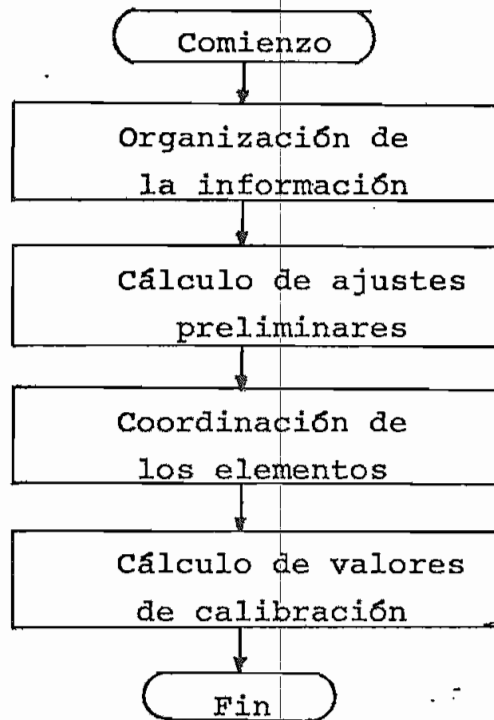 Comienzo
Organización de
la información
Cálculo de ajustes
preliminares
Coordinación de
los elementos
Cálculo de valores
de calibración
Fin